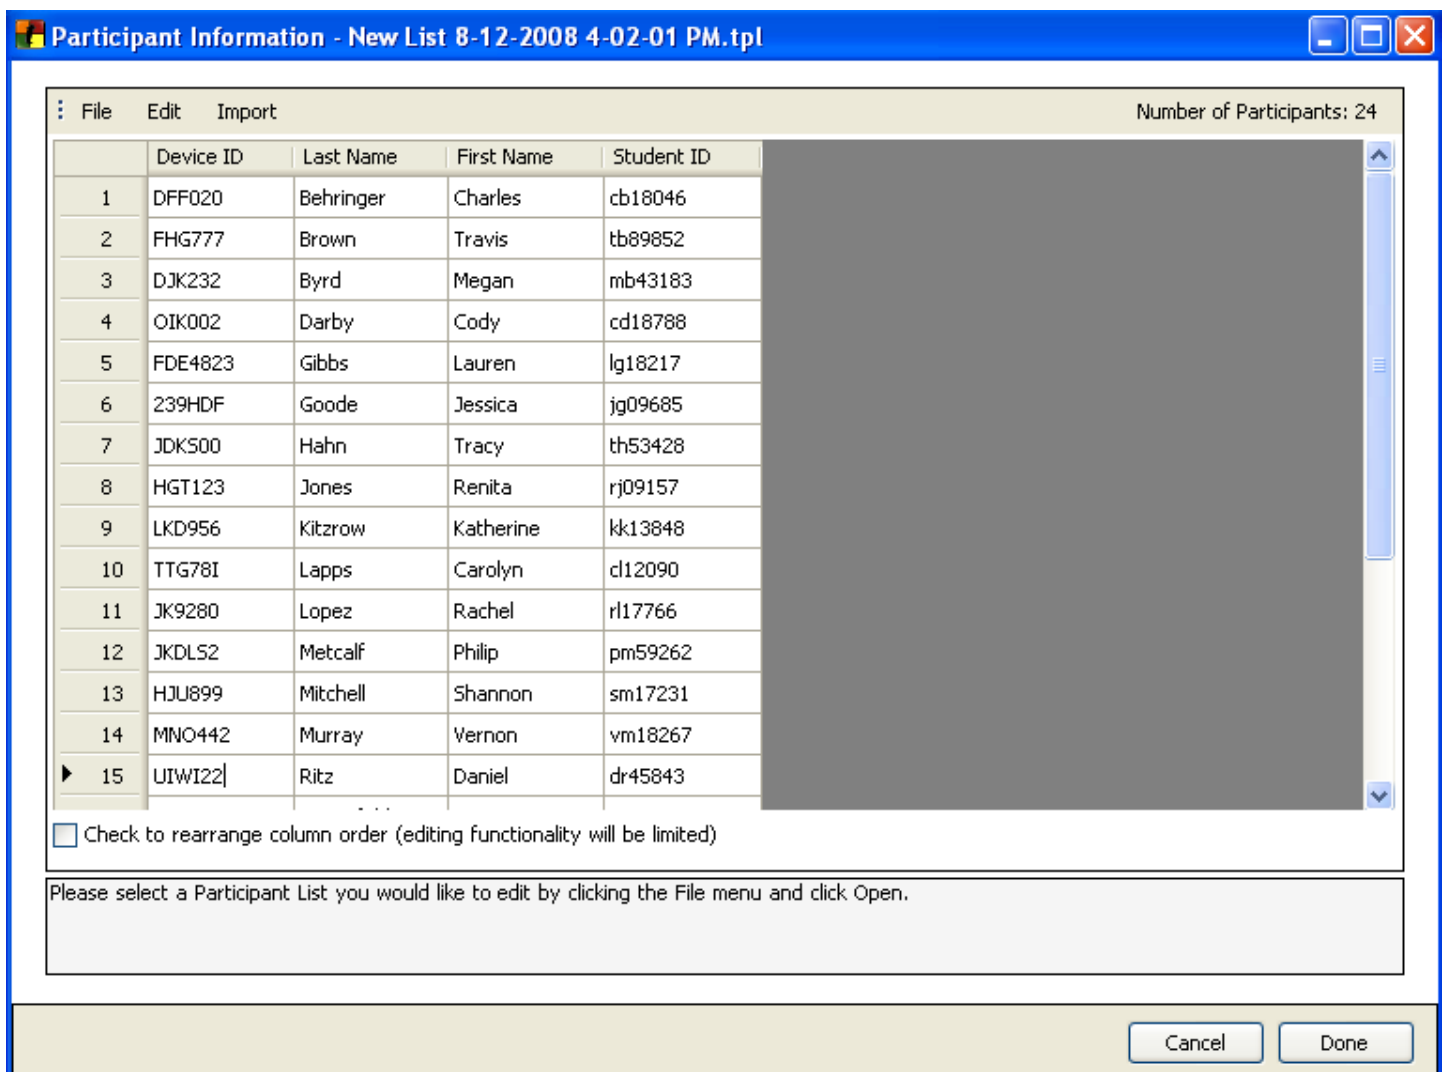 Participant Information - New List 8-12-2008 4-02-01 PM.tpl
File Edit Import Number of Participants: 24
Device ID Last Name First Name Student ID
1 DFF020 Behringer Charles cb18046
2 FHG777 Brown Travis tb89852
3 DJK232 Byrd Megan mb43183
4 OIK002 Darby Cody cd18788
5 FDE4823 Gibbs Lauren lg18217
6 239HDF Goode Jessica jg09685
7 JDKS00 Hahn Tracy th53428
8 HGT123 Jones Renita rj09157
9 LKD956 Kitzrow Katherine kk13848
10 TTG78I Lapps Carolyn cl12090
11 JK9280 Lopez Rachel rl17766
12 JKDLS2 Metcalf Philip pm59262
13 HJU899 Mitchell Shannon sm17231
14 MNO442 Murray Vernon vm18267
15 UIWI22 Ritz Daniel dr45843
Check to rearrange column order (editing functionality will be limited)
Please select a Participant List you would like to edit by clicking the File menu and click Open.
Cancel Done